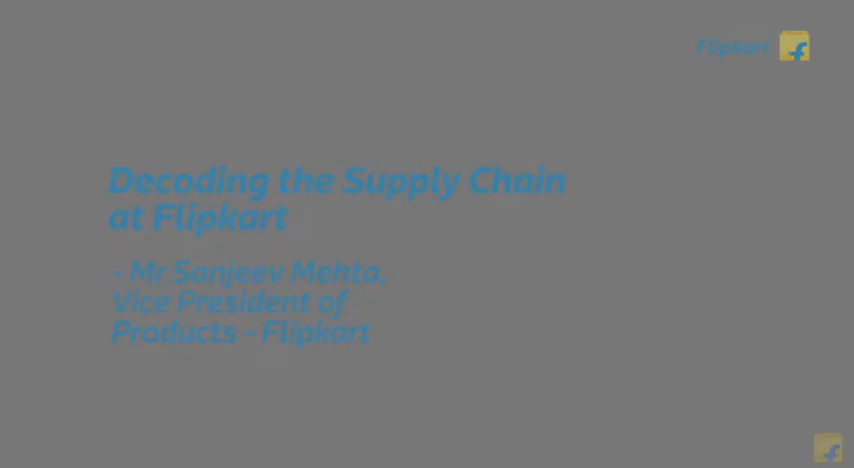 Flipkart
Decoding the Supply Chain
at Flipkart
- Mr Sanjeev Mehta,
Vice President of
Products - Flipkart